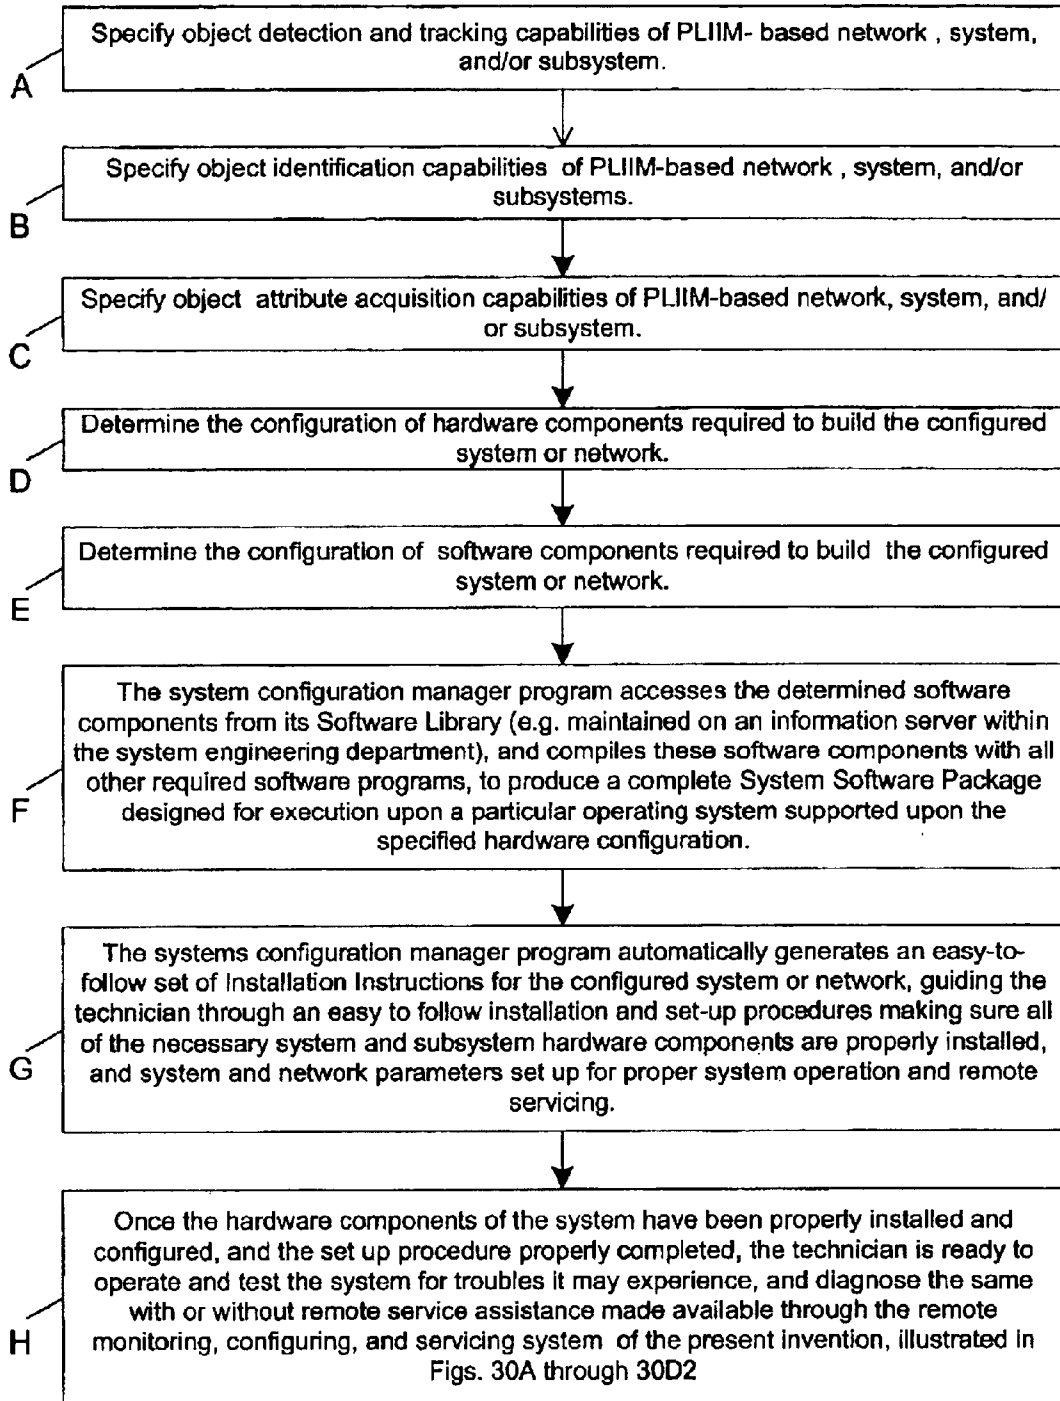 Specify object detection and tracking capabilities of PLIIM- based network , system,
and/or subsystem.
A
Specify object identification capabilities of PLIIM-based network , system, and/or
subsystems.
B
Specify object attribute acquisition capabilities of PLIIM-based network, system, and/
or subsystem.
C
Determine the configuration of hardware components required to build the configured
system or network.
D
Determine the configuration of software components required to build the configured
system or network.
E
The system configuration manager program accesses the determined software
components from its Software Library (e.g. maintained on an information server within
the system engineering department), and compiles these software components with all
other required software programs, to produce a complete System Software Package
designed for execution upon a particular operating system supported upon the
specified hardware configuration.
F
The systems configuration manager program automatically generates an easy-to-
follow set of Installation Instructions for the configured system or network, guiding the
technician through an easy to follow installation and set-up procedures making sure all
of the necessary system and subsystem hardware components are properly installed,
and system and network parameters set up for proper system operation and remote
servicing.
G
Once the hardware components of the system have been properly installed and
configured, and the set up procedure properly completed, the technician is ready to
operate and test the system for troubles it may experience, and diagnose the same
with or without remote service assistance made available through the remote
monitoring, configuring, and servicing system of the present invention, illustrated in
Figs. 30A through 30D2
H